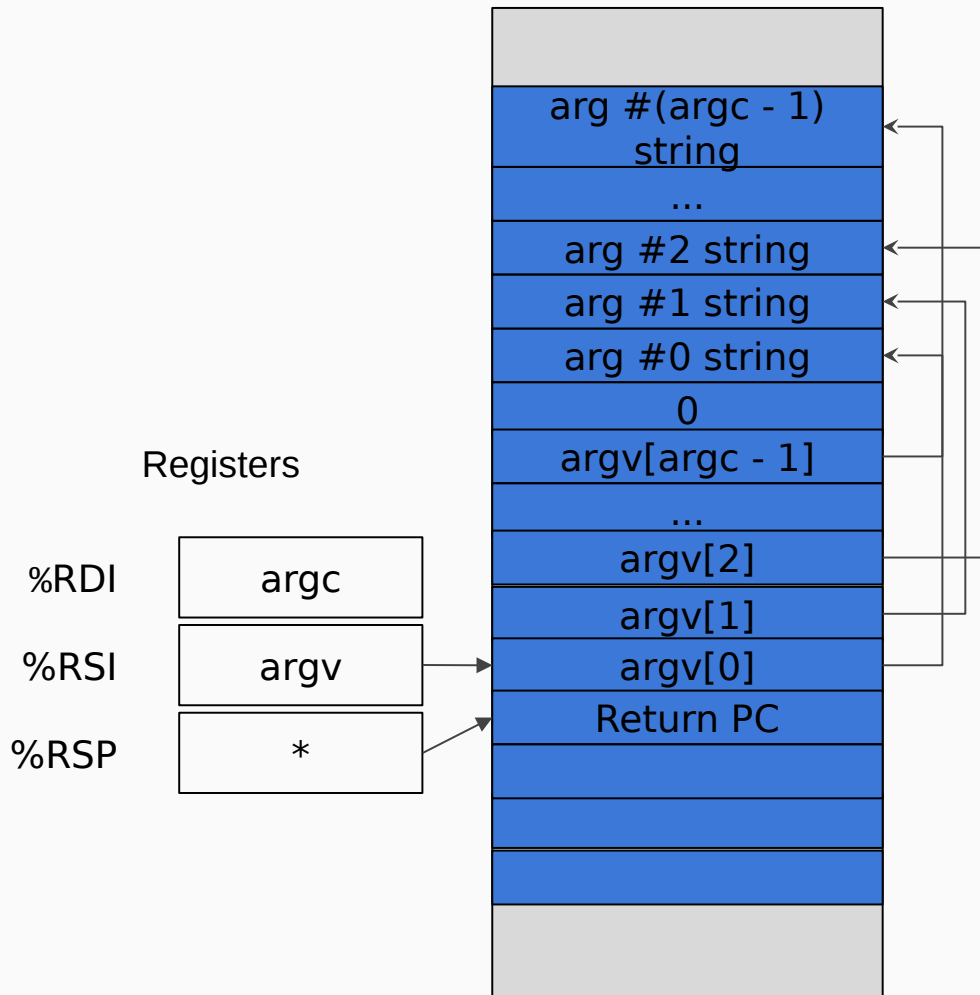 arg #(argc - 1)
string
...
arg #2 string
arg #1 string
arg #0 string
0
argv[argc - 1]
...
argv[2]
argv[1]
argv[0]
Return PC
Registers
%RDI
argc
%RSI
argv
%RSP
*